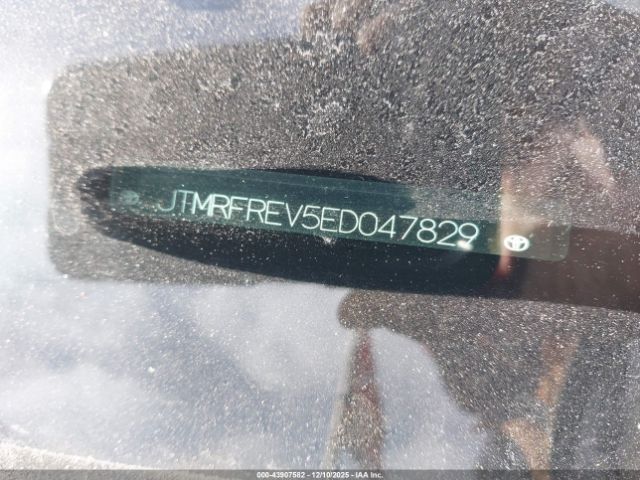 JTMRFREV5ED047829
000-43907582 — 12/10/2025 — IAA Inc.